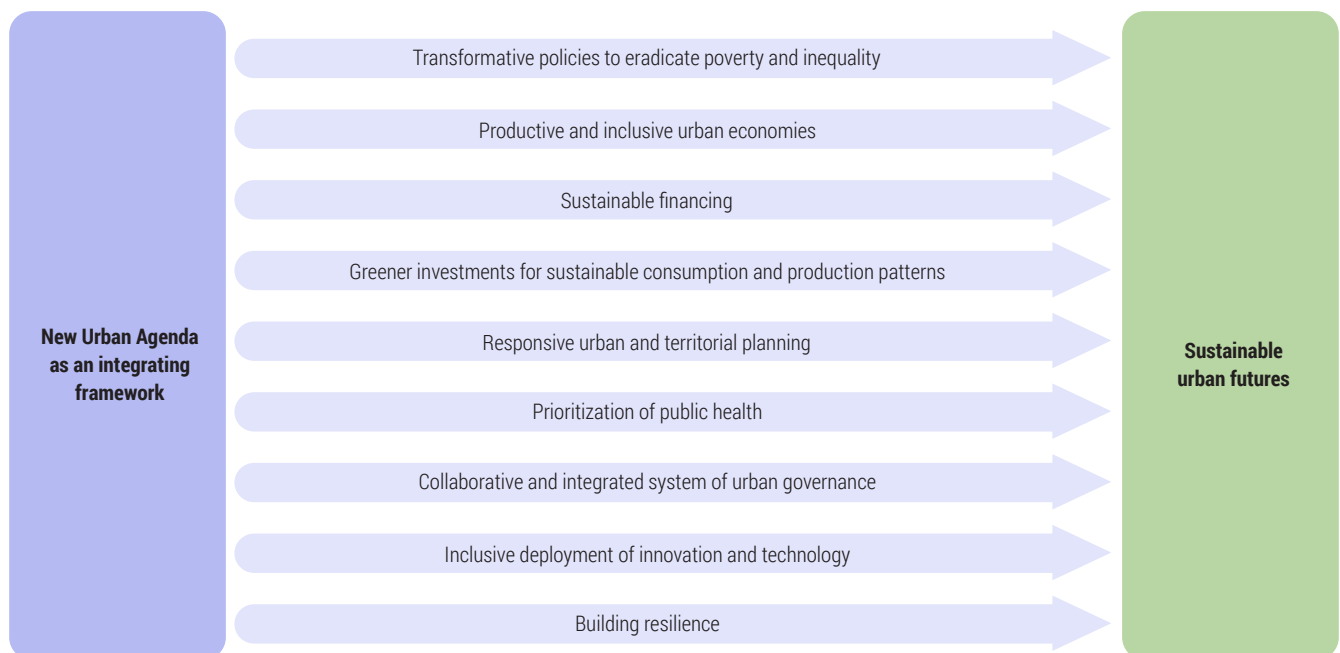 New Urban Agenda
as an integrating
framework
Transformative policies to eradicate poverty and inequality
Productive and inclusive urban economies
Sustainable financing
Greener investments for sustainable consumption and production patterns
Responsive urban and territorial planning
Prioritization of public health
Collaborative and integrated system of urban governance
Inclusive deployment of innovation and technology
Building resilience
Sustainable
urban futures